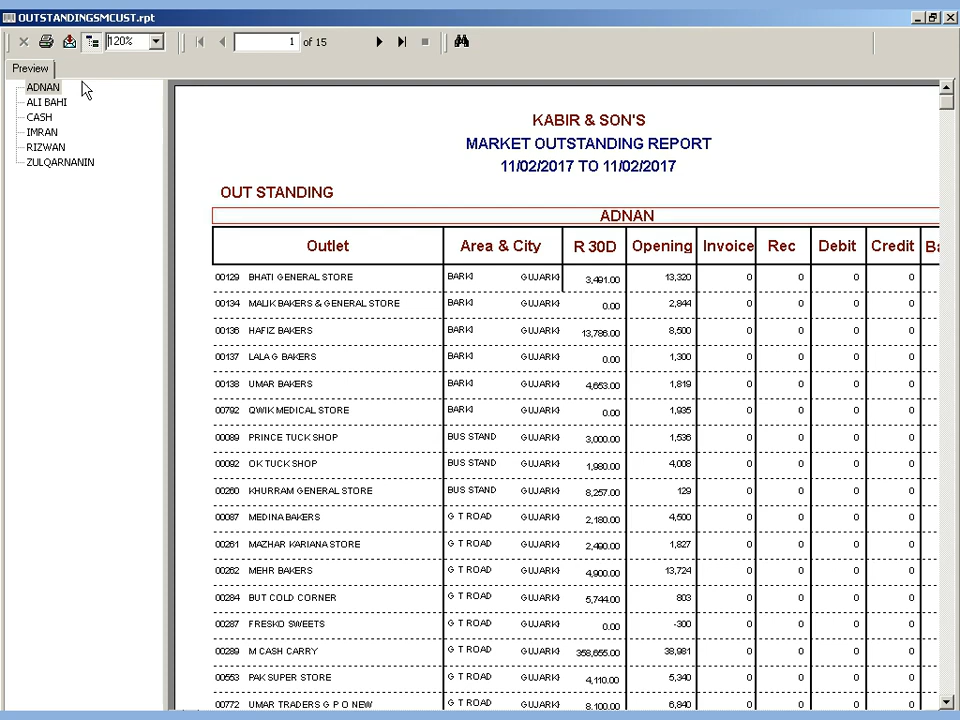 OUTSTANDINGSMCUST.rpt
120% 1 of 15
Preview
ADNAN
ALI BAHI
CASH
IMRAN
RIZWAN
ZULQARNANIN
KABIR & SON'S
MARKET OUTSTANDING REPORT
11/02/2017 TO 11/02/2017
OUT STANDING
ADNAN
Outlet Area & City R 30D Opening Invoice Rec Debit Credit Ba
00129 BHATI GENERAL STORE BARKI GUJARKI 3,491.00 13,320 0 0 0 0
00134 MALIK BAKERS & GENERAL STORE BARKI GUJARKI 0.00 2,844 0 0 0 0
00136 HAFIZ BAKERS BARKI GUJARKI 13,786.00 8,500 0 0 0 0
00137 LALA G BAKERS BARKI GUJARKI 0.00 1,300 0 0 0 0
00138 UMAR BAKERS BARKI GUJARKI 4,653.00 1,819 0 0 0 0
00792 QWIK MEDICAL STORE BARKI GUJARKI 0.00 1,935 0 0 0 0
00089 PRINCE TUCK SHOP BUS STAND GUJARKI 3,000.00 1,536 0 0 0 0
00092 OK TUCK SHOP BUS STAND GUJARKI 1,980.00 4,008 0 0 0 0
00260 KHURRAM GENERAL STORE BUS STAND GUJARKI 8,257.00 129 0 0 0 0
00087 MEDINA BAKERS G T ROAD GUJARKI 2,180.00 4,500 0 0 0 0
00261 MAZHAR KARIANA STORE G T ROAD GUJARKI 2,490.00 1,827 0 0 0 0
00262 MEHR BAKERS G T ROAD GUJARKI 4,900.00 13,724 0 0 0 0
00284 BUT COLD CORNER G T ROAD GUJARKI 5,744.00 803 0 0 0 0
00287 FRESKO SWEETS G T ROAD GUJARKI 0.00 -300 0 0 0 0
00289 M CASH CARRY G T ROAD GUJARKI 358,655.00 38,981 0 0 0 0
00553 PAK SUPER STORE G T ROAD GUJARKI 4,110.00 5,340 0 0 0 0
00772 UMAR TRADERS G P O NEW G T ROAD GUJARKI 8,100.00 6,840 0 0 0 0